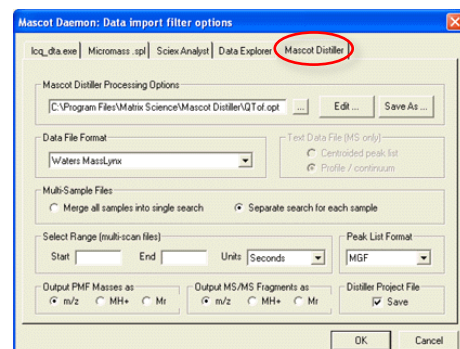 Mascot Daemon: Data import filter options
lcq_dta.exe Micromass .spl Sciex Analyst Data Explorer Mascot Distiller
Mascot Distiller Processing Options
C:\Program Files\Matrix Science\Mascot Distiller\QTof.opt ... Edit ... Save As ...
Data File Format Text Data File (MS only)
Waters MassLynx Centroided peak list
Profile / continuum
Multi-Sample Files
Merge all samples into single search Separate search for each sample
Select Range (multi-scan files) Peak List Format
Start End Units Seconds MGF
Output PMF Masses as Output MS/MS Fragments as Distiller Project File
m/z MH+ Mr m/z MH+ Mr Save
OK Cancel